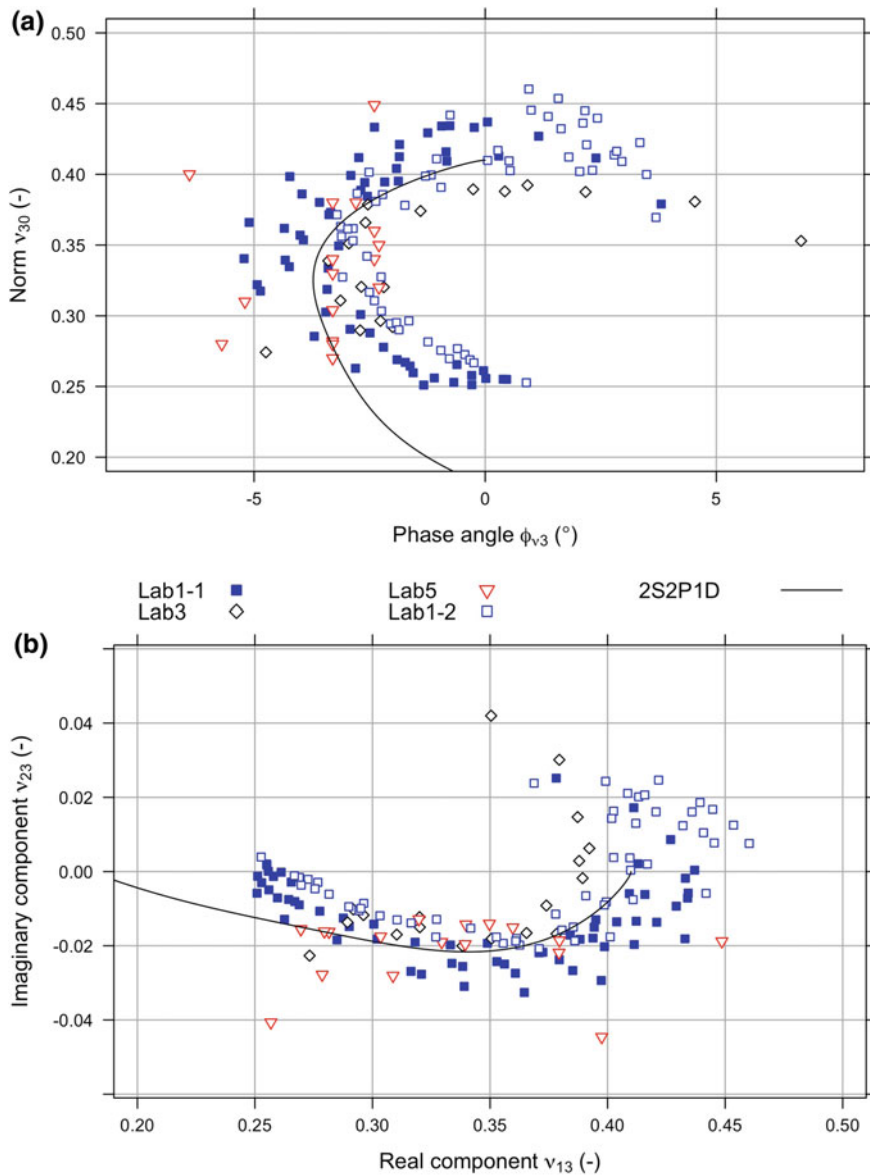 (a)
0.50
0.45
0.40
0.35
0.30
0.25
0.20
Norm ν30 (-)
-5 0 5
Phase angle ϕν3 (°)
Lab1-1 Lab5 2S2P1D
Lab3 Lab1-2
(b)
0.04
0.02
0.00
-0.02
-0.04
Imaginary component ν23 (-)
0.20 0.25 0.30 0.35 0.40 0.45 0.50
Real component ν13 (-)